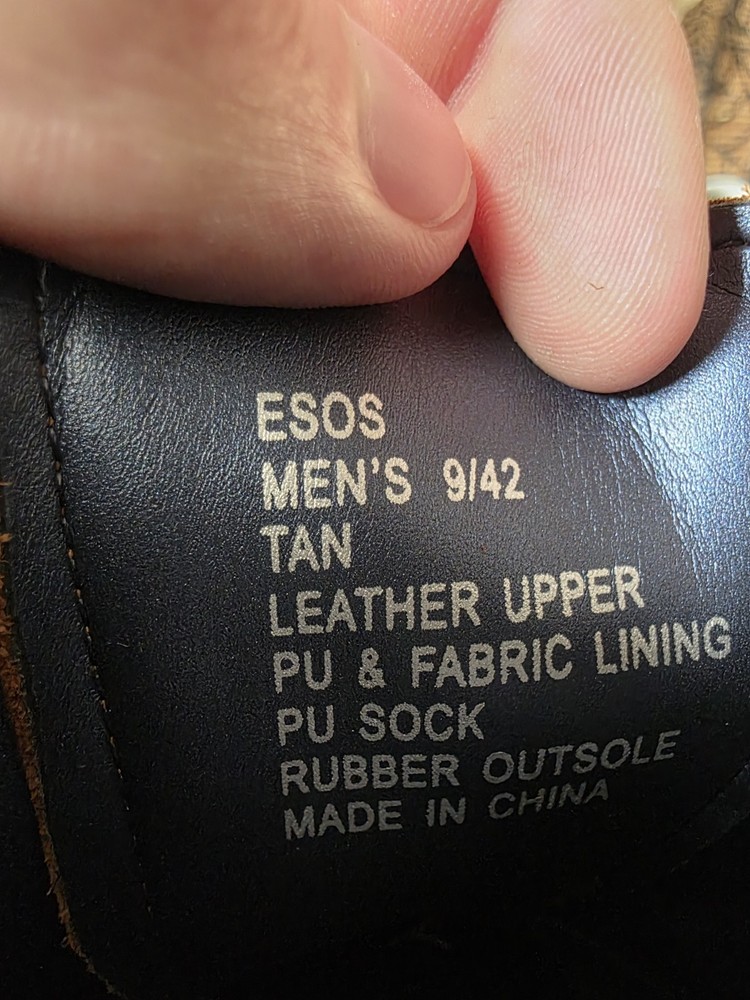 ESOS
MEN'S 9/42
TAN
LEATHER UPPER
PU & FABRIC LINING
PU SOCK
RUBBER OUTSOLE
MADE IN CHINA